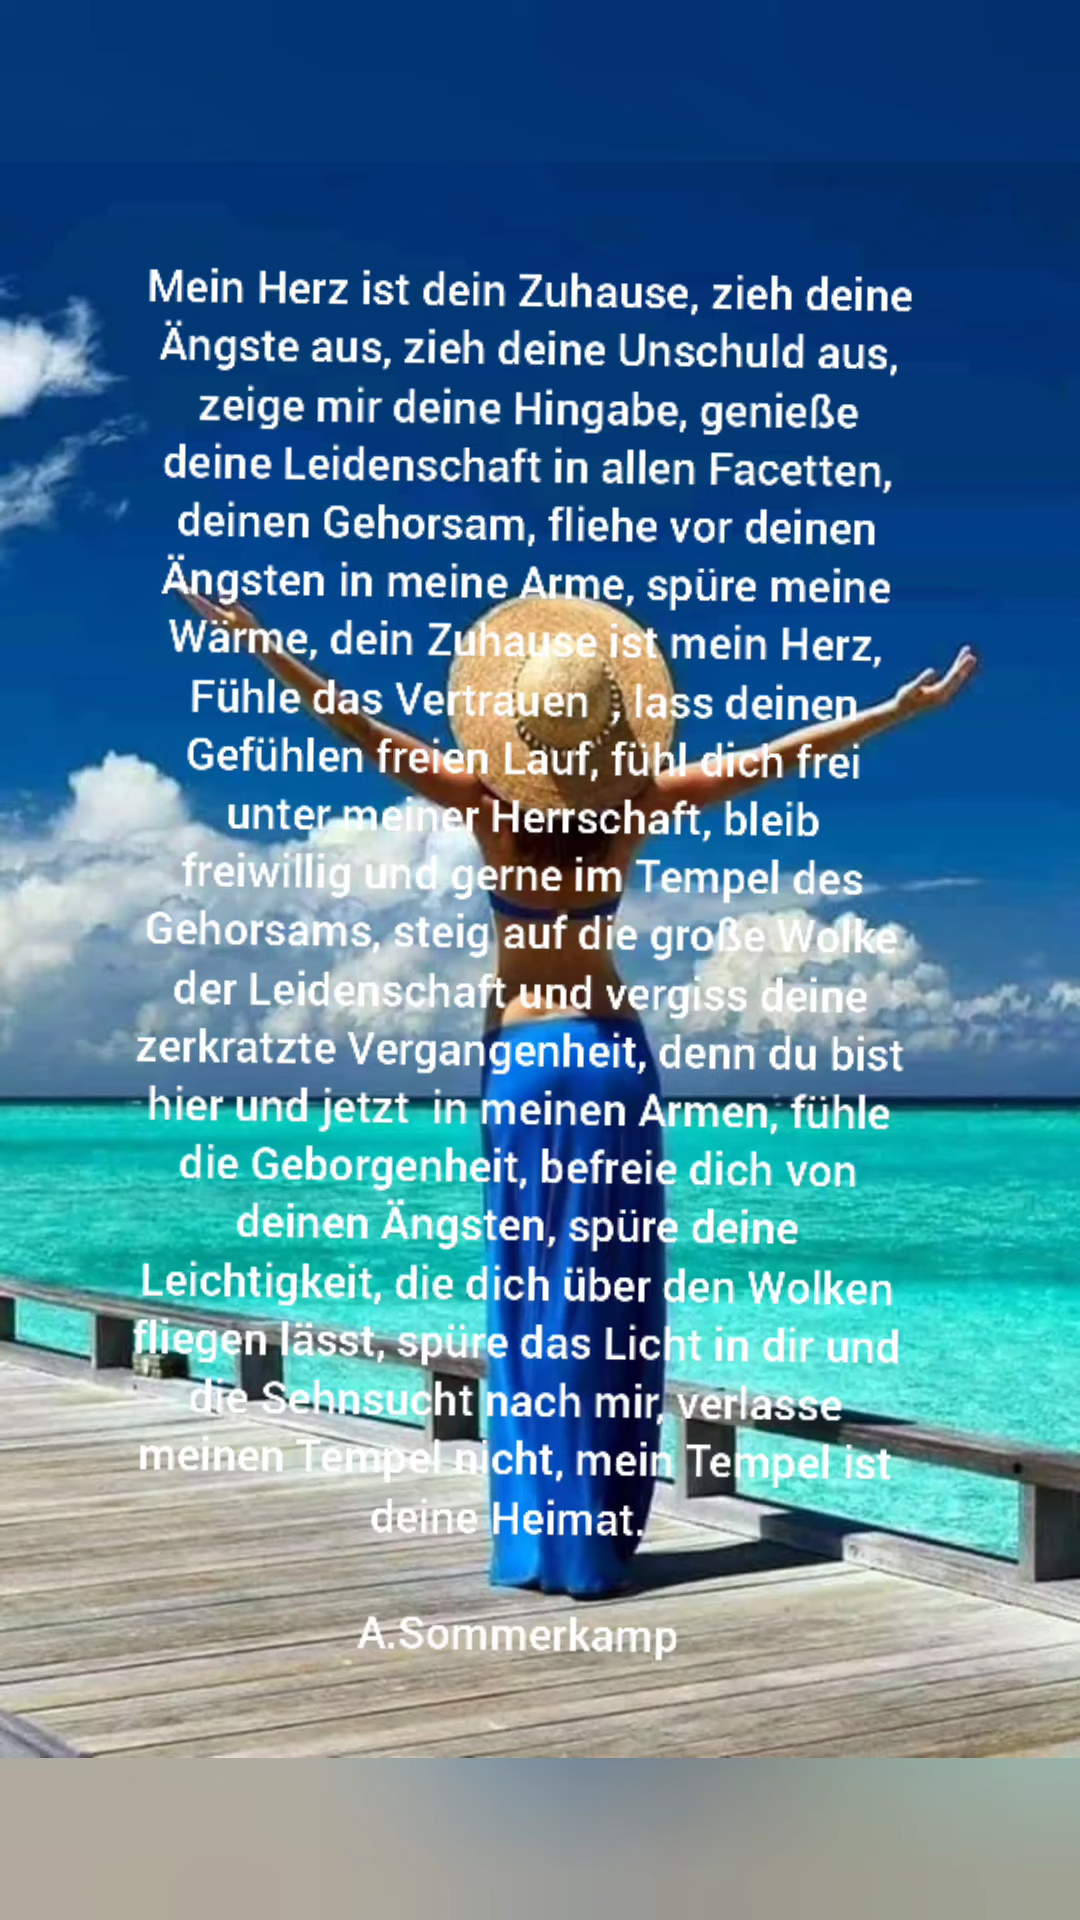 Mein Herz ist dein Zuhause, zieh deine
Ängste aus, zieh deine Unschuld aus,
zeige mir deine Hingabe, genieße
deine Leidenschaft in allen Facetten,
deinen Gehorsam, fliehe vor deinen
Ängsten in meine Arme, spüre meine
Wärme, dein Zuhause ist mein Herz,
Fühle das Vertrauen  , lass deinen
Gefühlen freien Lauf, fühl dich frei
unter meiner Herrschaft, bleib
freiwillig und gerne im Tempel des
Gehorsams, steig auf die große Wolke
der Leidenschaft und vergiss deine
zerkratzte Vergangenheit, denn du bist
hier und jetzt  in meinen Armen, fühle
die Geborgenheit, befreie dich von
deinen Ängsten, spüre deine
Leichtigkeit, die dich über den Wolken
fliegen lässt, spüre das Licht in dir und
die Sehnsucht nach mir, verlasse
meinen Tempel nicht, mein Tempel ist
deine Heimat.
A.Sommerkamp